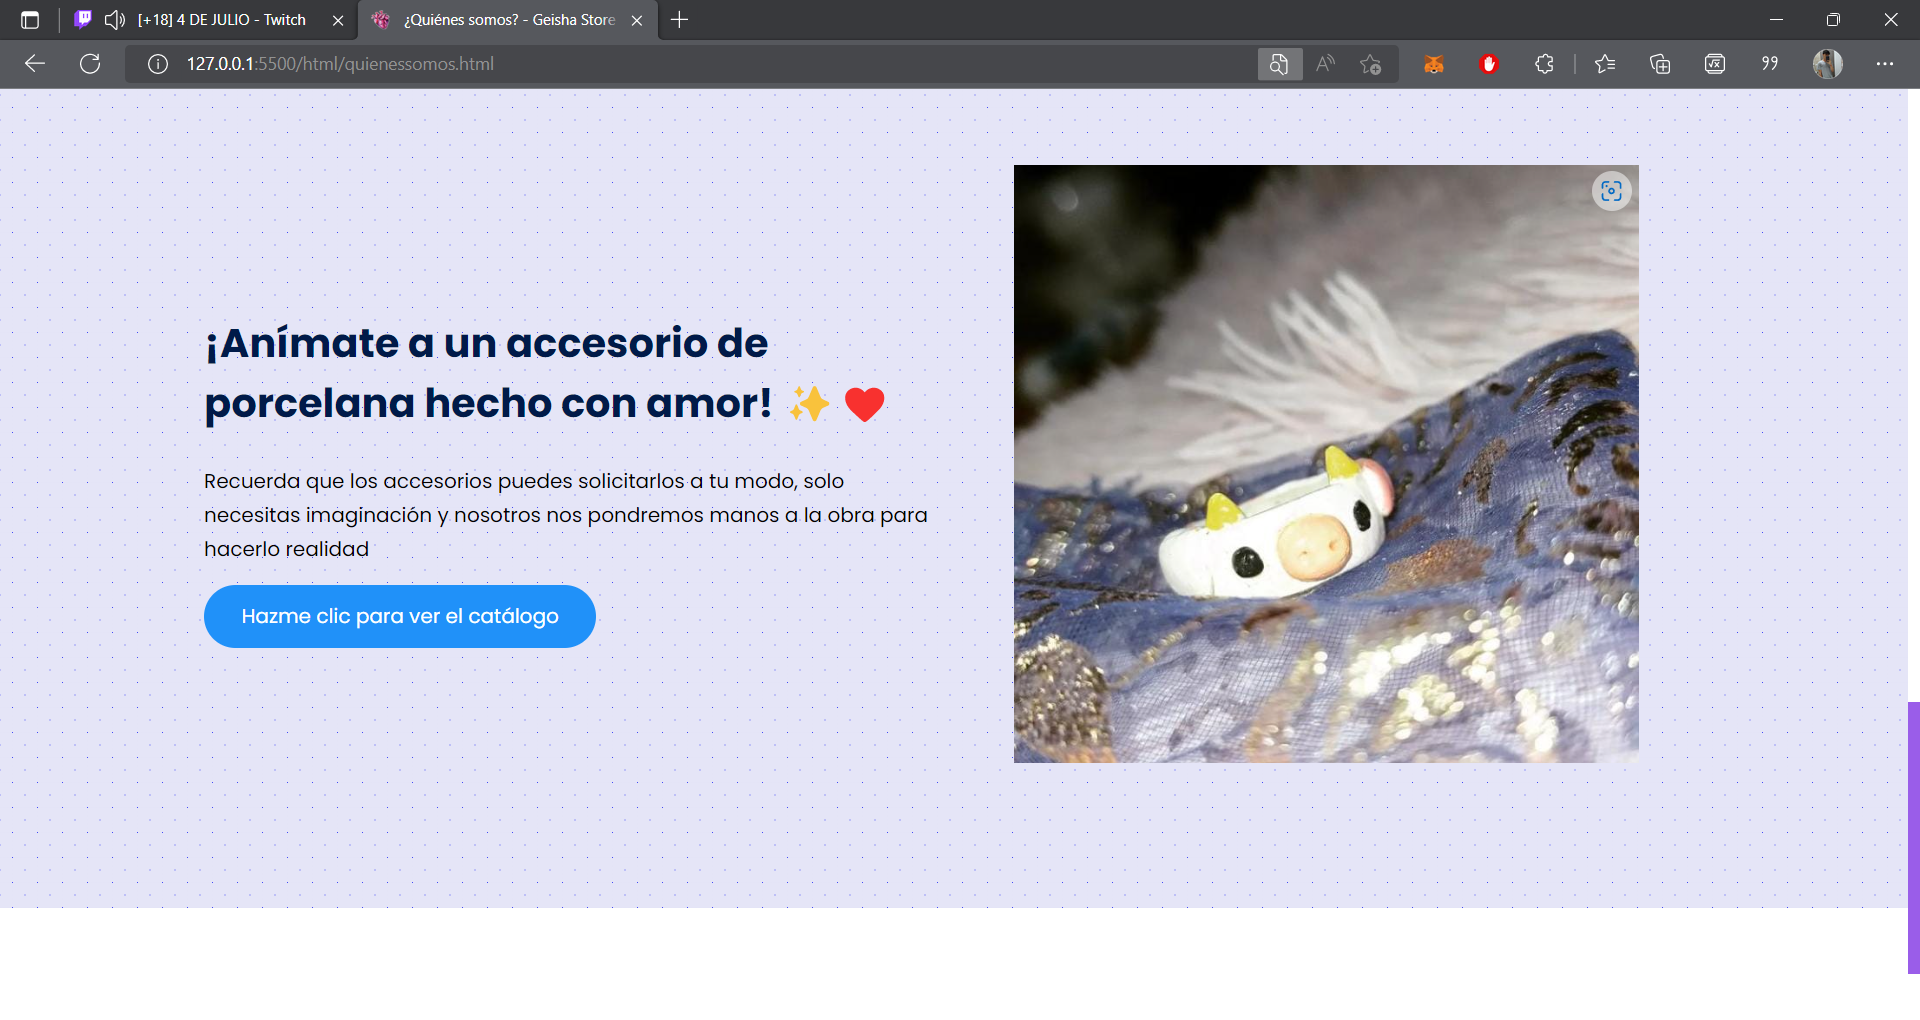 [+18] 4 DE JULIO - Twitch
¿Quiénes somos? - Geisha Store
127.0.0.1:5500/html/quienessomos.html
¡Anímate a un accesorio de
porcelana hecho con amor! ✨ ❤️
Recuerda que los accesorios puedes solicitarlos a tu modo, solo
necesitas imaginación y nosotros nos pondremos manos a la obra para
hacerlo realidad
Hazme clic para ver el catálogo